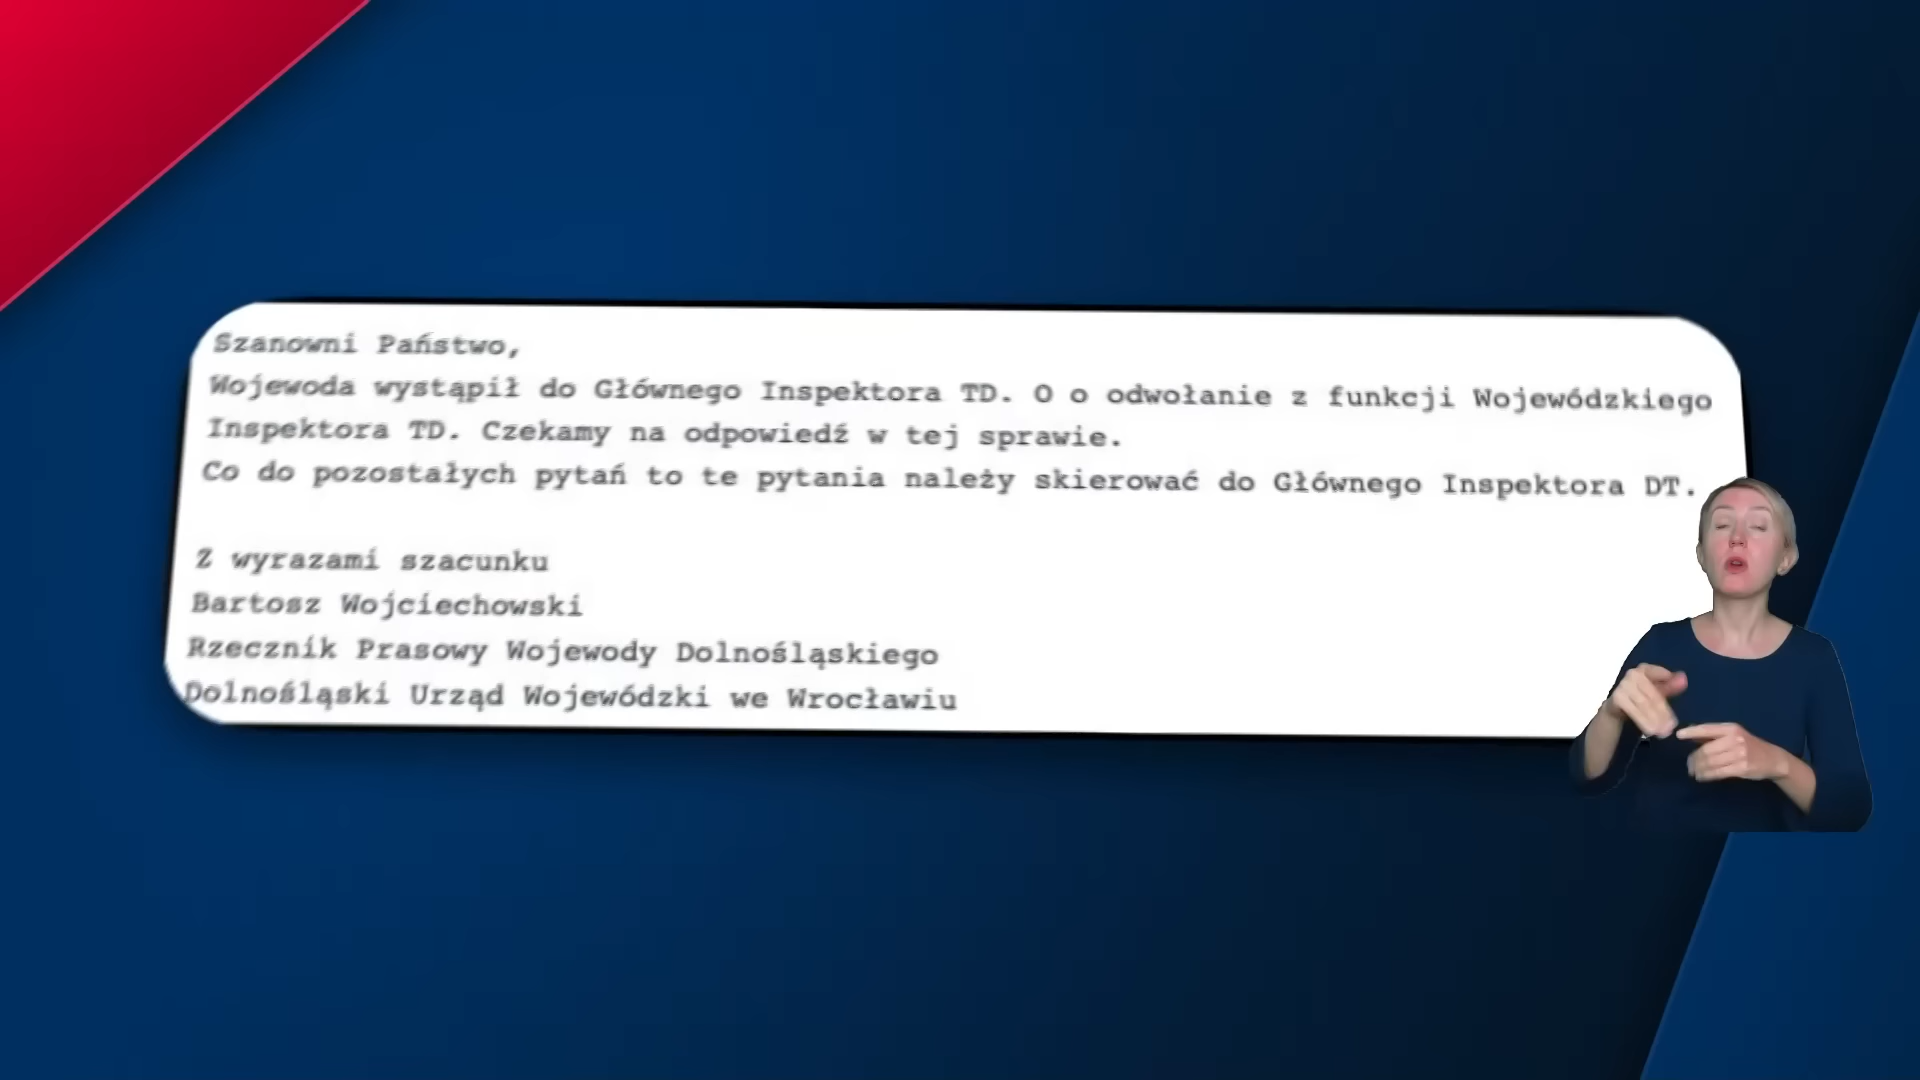 Szanowni Państwo,
Wojewoda wystąpił do Głównego Inspektora TD. O o odwołanie z funkcji Wojewódzkiego
Inspektora TD. Czekamy na odpowiedź w tej sprawie.
Co do pozostałych pytań to te pytania należy skierować do Głównego Inspektora DT.
Z wyrazami szacunku
Bartosz Wojciechowski
Rzecznik Prasowy Wojewody Dolnośląskiego
Dolnośląski Urząd Wojewódzki we Wrocławiu